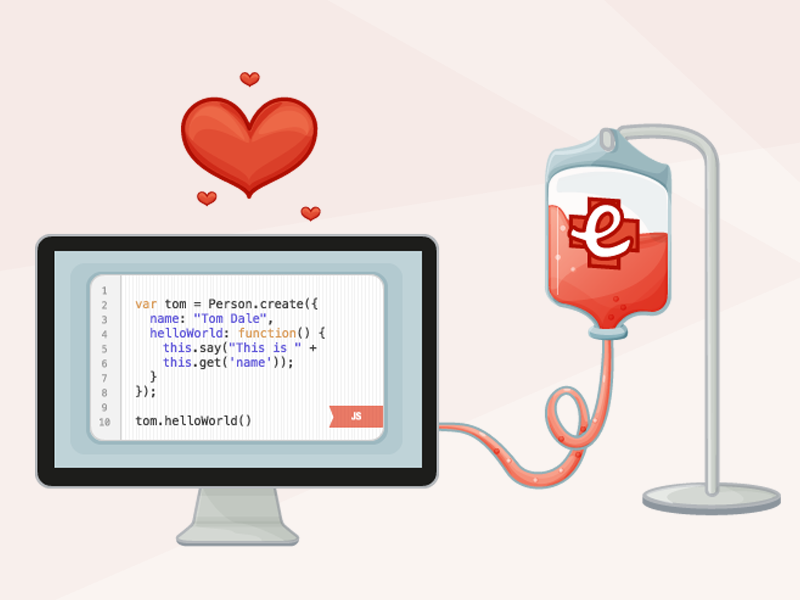 1
2 var tom = Person.create({
3 name: "Tom Dale",
4 helloWorld: function() {
5 this.say("This is " +
6 this.get('name'));
7 }
8 });
9
10 tom.helloWorld()
JS
e